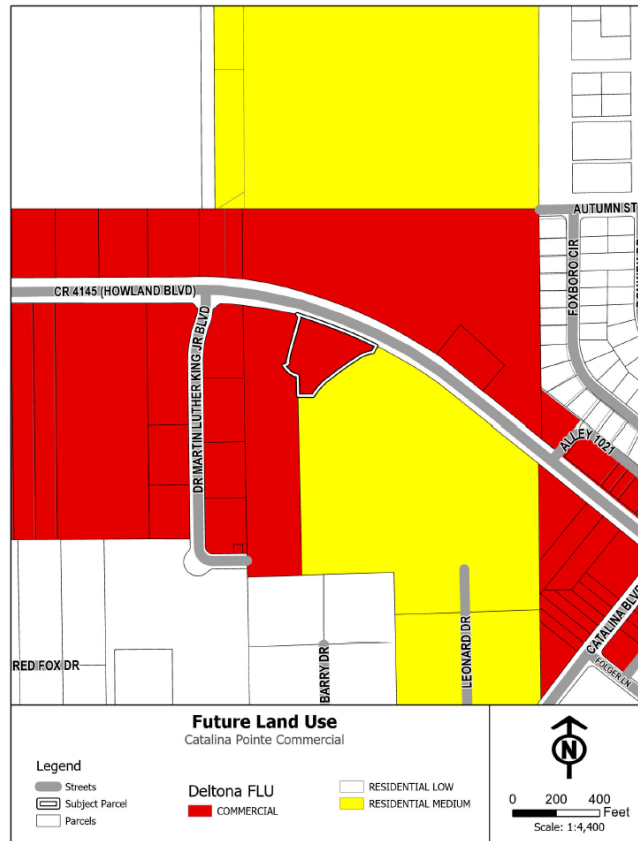 AUTUMN ST
FOXBORO CIR
CR 4145 (HOWLAND BLVD)
DR MARTIN LUTHER KING JR BLVD
ALLEY 1021
CATALINA BLVD
FOLGER LN
RED FOX DR
BARRY DR
LEONARD DR
Future Land Use
Catalina Pointe Commercial
Legend
Streets
Subject Parcel
Parcels
Deltona FLU
COMMERCIAL
RESIDENTIAL LOW
RESIDENTIAL MEDIUM
N
0 200 400
Feet
Scale: 1:4,400